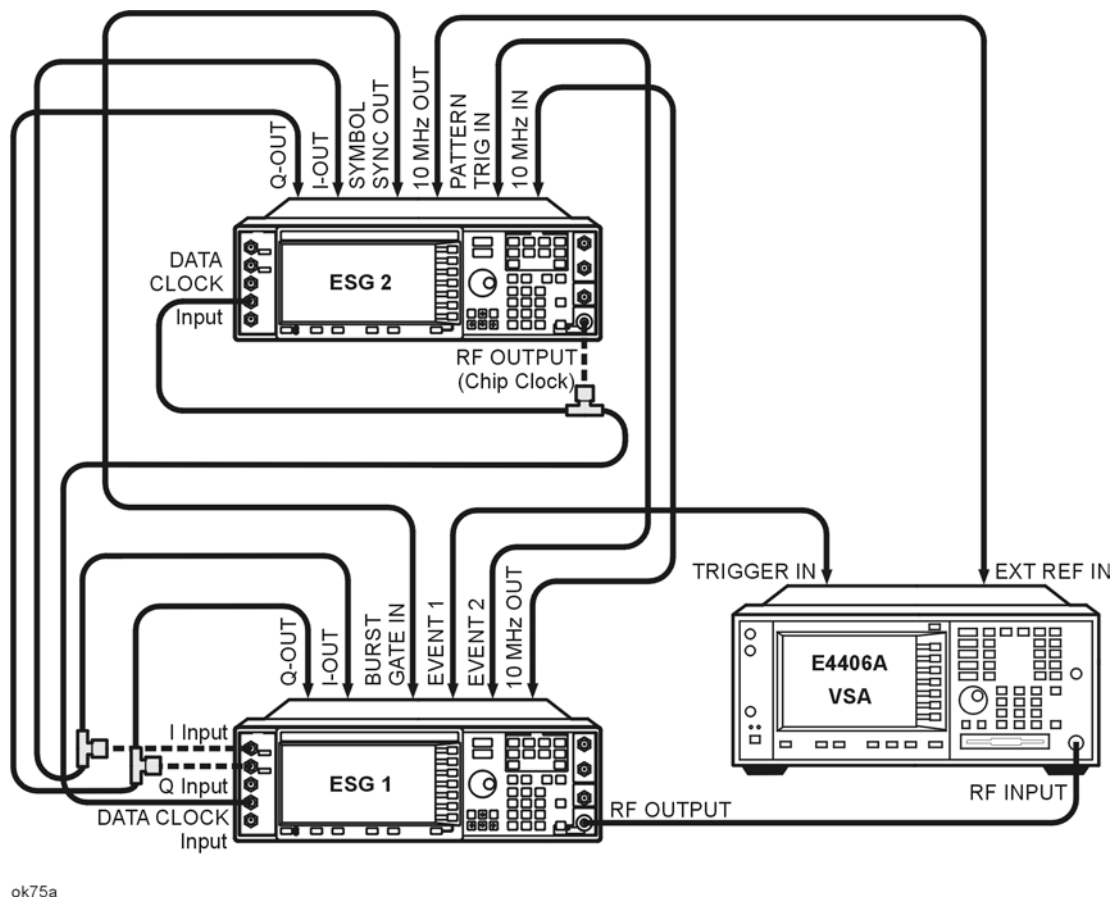 Q-OUT
I-OUT
SYMBOL
SYNC OUT
10 MHz OUT
PATTERN
TRIG IN
10 MHz IN
DATA
CLOCK
Input
ESG 2
RF OUTPUT
(Chip Clock)
Q-OUT
I-OUT
BURST
GATE IN
EVENT 1
EVENT 2
10 MHz OUT
TRIGGER IN
EXT REF IN
E4406A
VSA
I Input
Q Input
DATA CLOCK
Input
ESG 1
RF OUTPUT
RF INPUT
ok75a